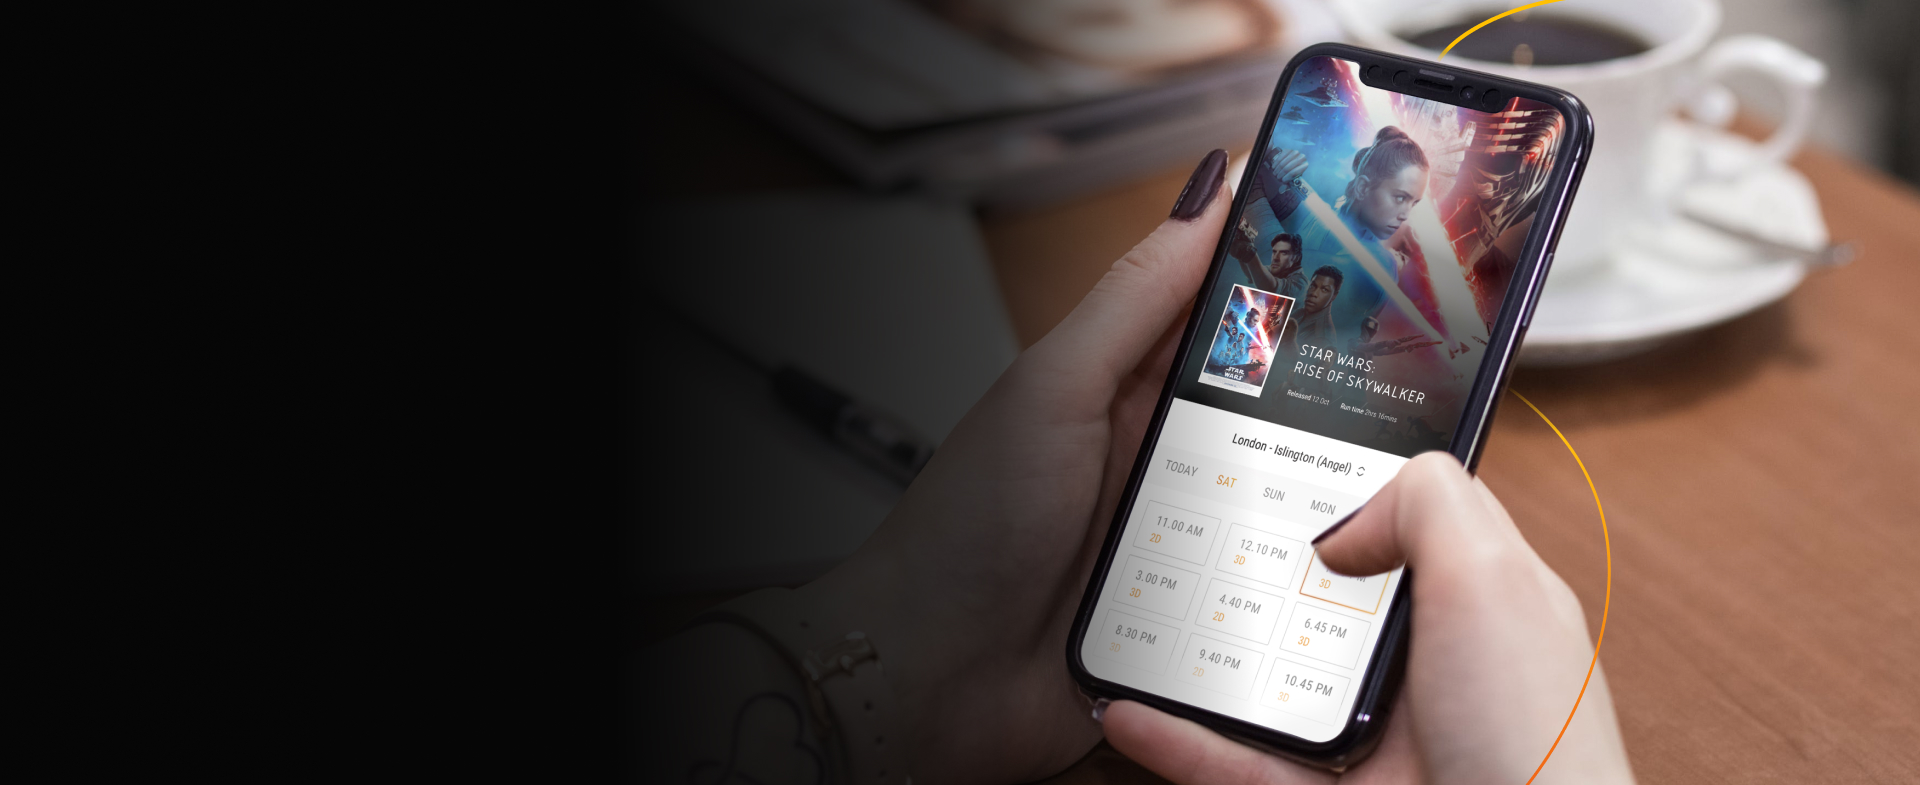 STAR
WARS
STAR WARS:
RISE OF SKYWALKER
Released 12 Oct Run time 2hrs 16mins
London - Islington (Angel)
TODAY SAT SUN MON
11.00 AM
2D
12.10 PM
3D
3D
3.00 PM
3D
4.40 PM
2D
6.45 PM
3D
8.30 PM
3D
9.40 PM
2D
10.45 PM
3D